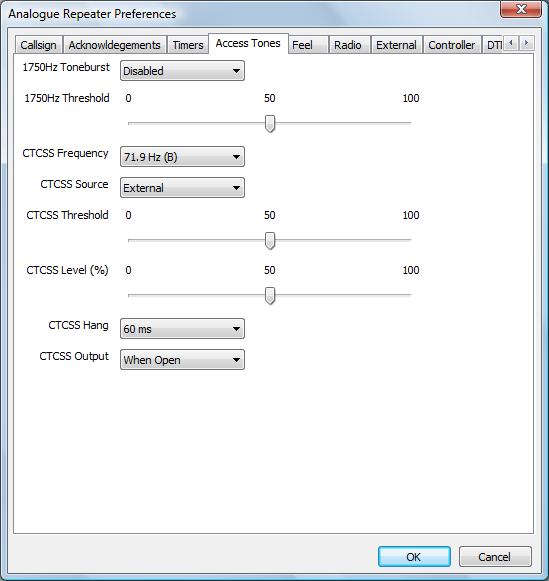 Analogue Repeater Preferences
Callsign Acknowldegements Timers Access Tones Feel Radio External Controller DTI
1750Hz Toneburst Disabled
1750Hz Threshold 0 50 100
CTCSS Frequency 71.9 Hz (B)
CTCSS Source External
CTCSS Threshold 0 50 100
CTCSS Level (%) 0 50 100
CTCSS Hang 60 ms
CTCSS Output When Open
OK Cancel